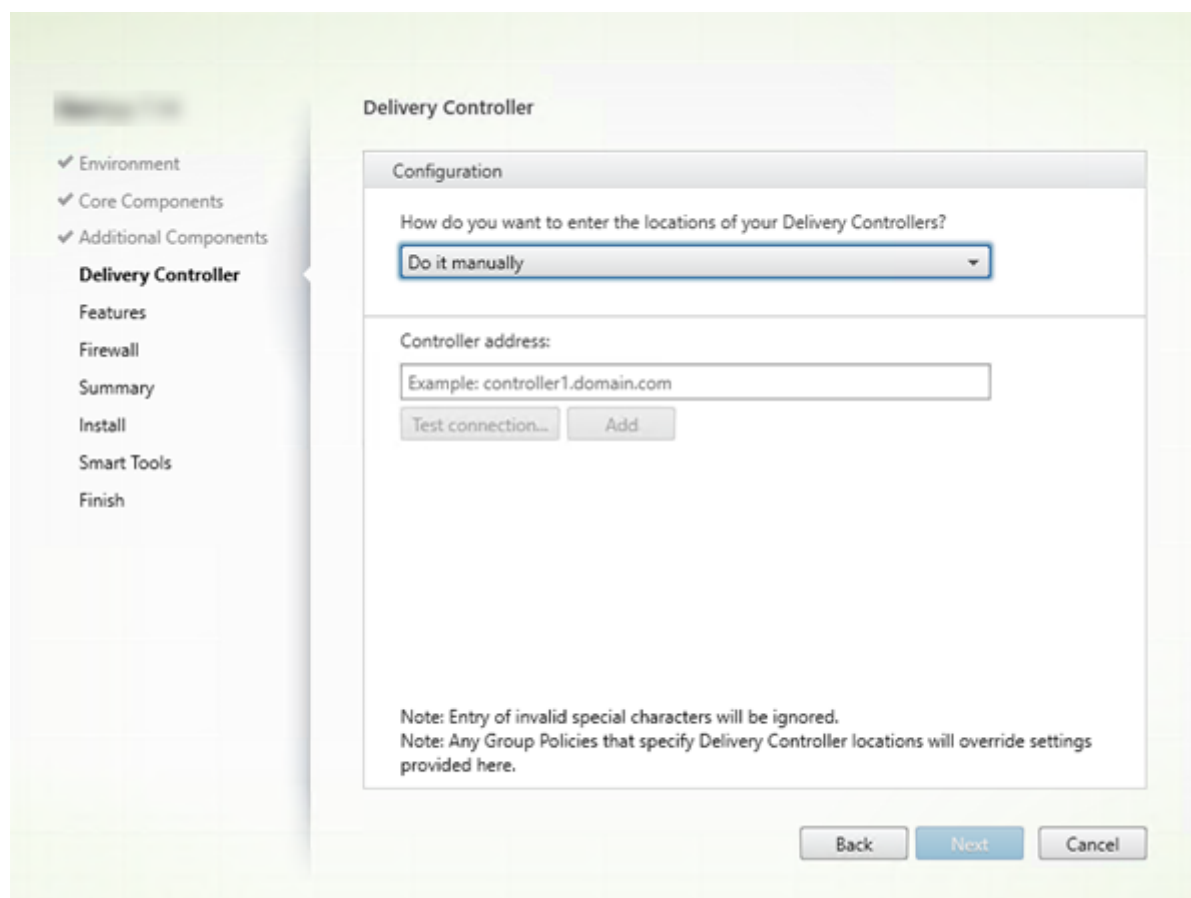 Delivery Controller
Environment
Core Components
Additional Components
Delivery Controller
Features
Firewall
Summary
Install
Smart Tools
Finish
Configuration
How do you want to enter the locations of your Delivery Controllers?
Do it manually
Controller address:
Example: controller1.domain.com
Test connection... Add
Note: Entry of invalid special characters will be ignored.
Note: Any Group Policies that specify Delivery Controller locations will override settings
provided here.
Back Next Cancel